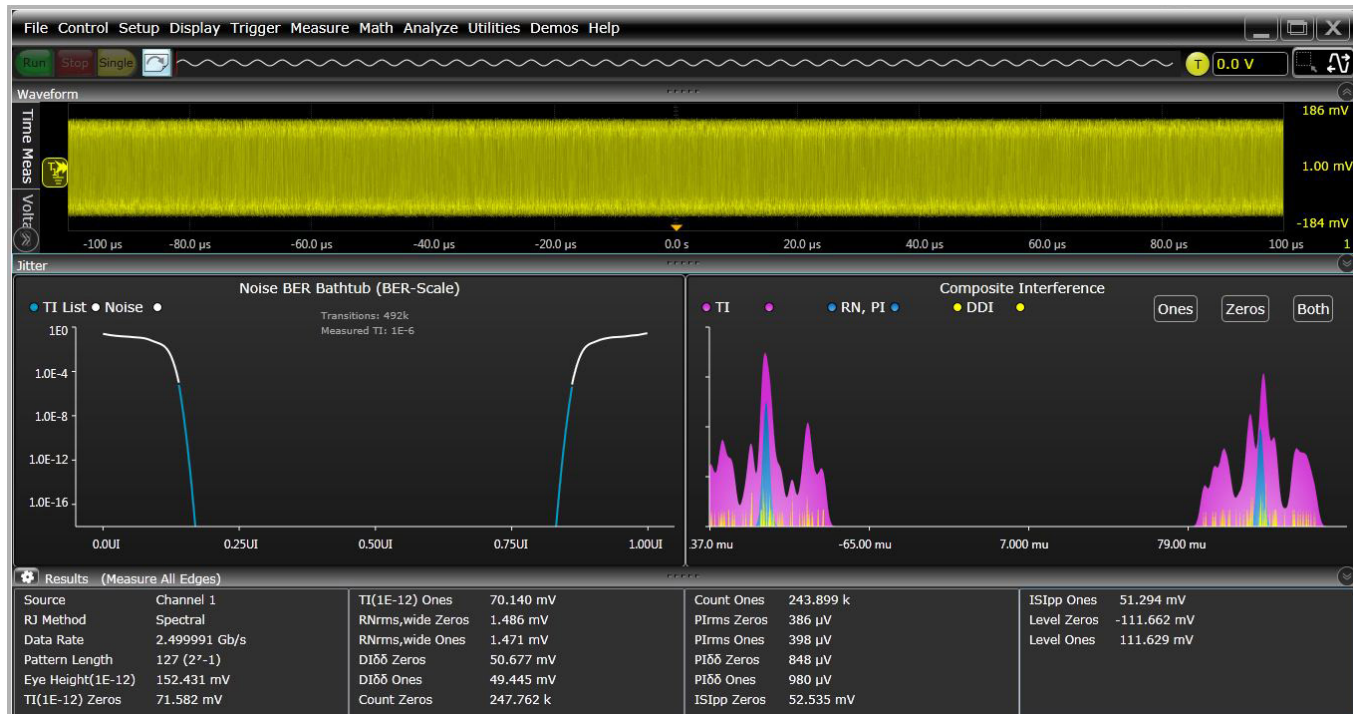 File Control Setup Display Trigger Measure Math Analyze Utilities Demos Help
Run Stop Single T 0.0 V
Waveform
Time Meas
Volta
186 mV
1.00 mV
-184 mV
-100 µs -80.0 µs -60.0 µs -40.0 µs -20.0 µs 0.0 s 20.0 µs 40.0 µs 60.0 µs 80.0 µs 100 µs 1
Jitter
Noise BER Bathtub (BER-Scale)
TI List Noise
Transitions: 492k
Measured TI: 1E-6
1E0
1.0E-4
1.0E-8
1.0E-12
1.0E-16
0.0UI 0.25UI 0.50UI 0.75UI 1.00UI
Composite Interference
TI RN, PI DDI Ones Zeros Both
.37.0 mu -65.00 mu 7.000 mu 79.00 mu
Results (Measure All Edges)
Source Channel 1
RJ Method Spectral
Data Rate 2.499991 Gb/s
Pattern Length 127 (2⁷-1)
Eye Height(1E-12) 152.431 mV
TI(1E-12) Zeros 71.582 mV
TI(1E-12) Ones 70.140 mV
RNrms,wide Zeros 1.486 mV
RNrms,wide Ones 1.471 mV
DIδδ Zeros 50.677 mV
DIδδ Ones 49.445 mV
Count Zeros 247.762 k
Count Ones 243.899 k
PIrms Zeros 386 µV
PIrms Ones 398 µV
PIδδ Zeros 848 µV
PIδδ Ones 980 µV
ISIpp Zeros 52.535 mV
ISIpp Ones 51.294 mV
Level Zeros -111.662 mV
Level Ones 111.629 mV